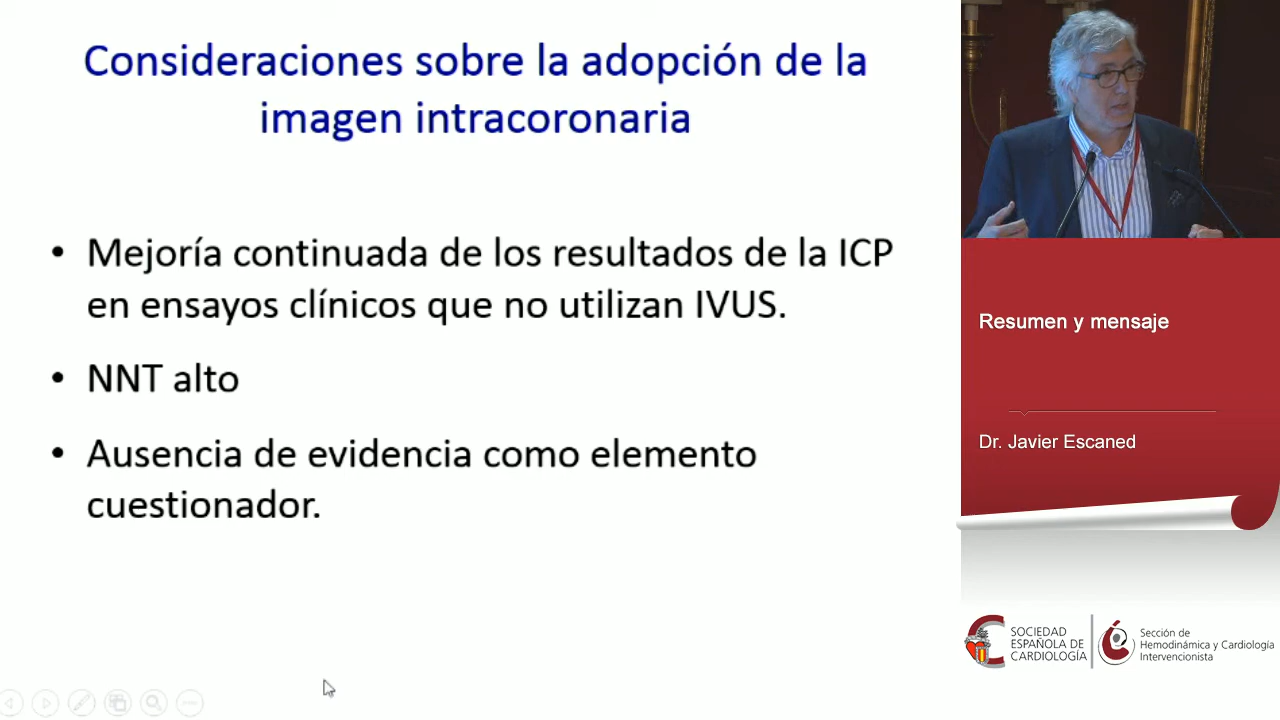 Consideraciones sobre la adopción de la
imagen intracoronaria
• Mejoría continuada de los resultados de la ICP
en ensayos clínicos que no utilizan IVUS.
• NNT alto
• Ausencia de evidencia como elemento
cuestionador.
Resumen y mensaje
Dr. Javier Escaned
SOCIEDAD
ESPAÑOLA DE
CARDIOLOGÍA
Sección de
Hemodinámica y Cardiología
Intervencionista